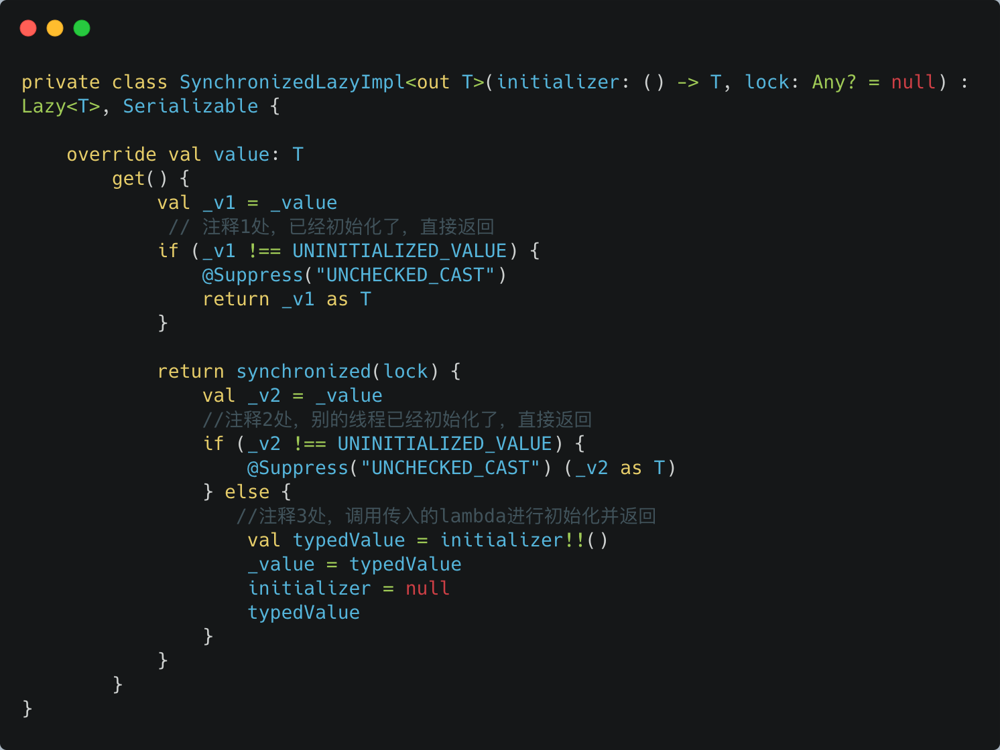 private class SynchronizedLazyImpl<out T>(initializer: () -> T, lock: Any? = null) :
Lazy<T>, Serializable {

    override val value: T
        get() {
            val _v1 = _value
             // 注释1处，已经初始化了，直接返回
            if (_v1 !== UNINITIALIZED_VALUE) {
                @Suppress("UNCHECKED_CAST")
                return _v1 as T
            }

            return synchronized(lock) {
                val _v2 = _value
                //注释2处，别的线程已经初始化了，直接返回
                if (_v2 !== UNINITIALIZED_VALUE) {
                    @Suppress("UNCHECKED_CAST") (_v2 as T)
                } else {
                   //注释3处，调用传入的lambda进行初始化并返回
                    val typedValue = initializer!!()
                    _value = typedValue
                    initializer = null
                    typedValue
                }
            }
        }
}